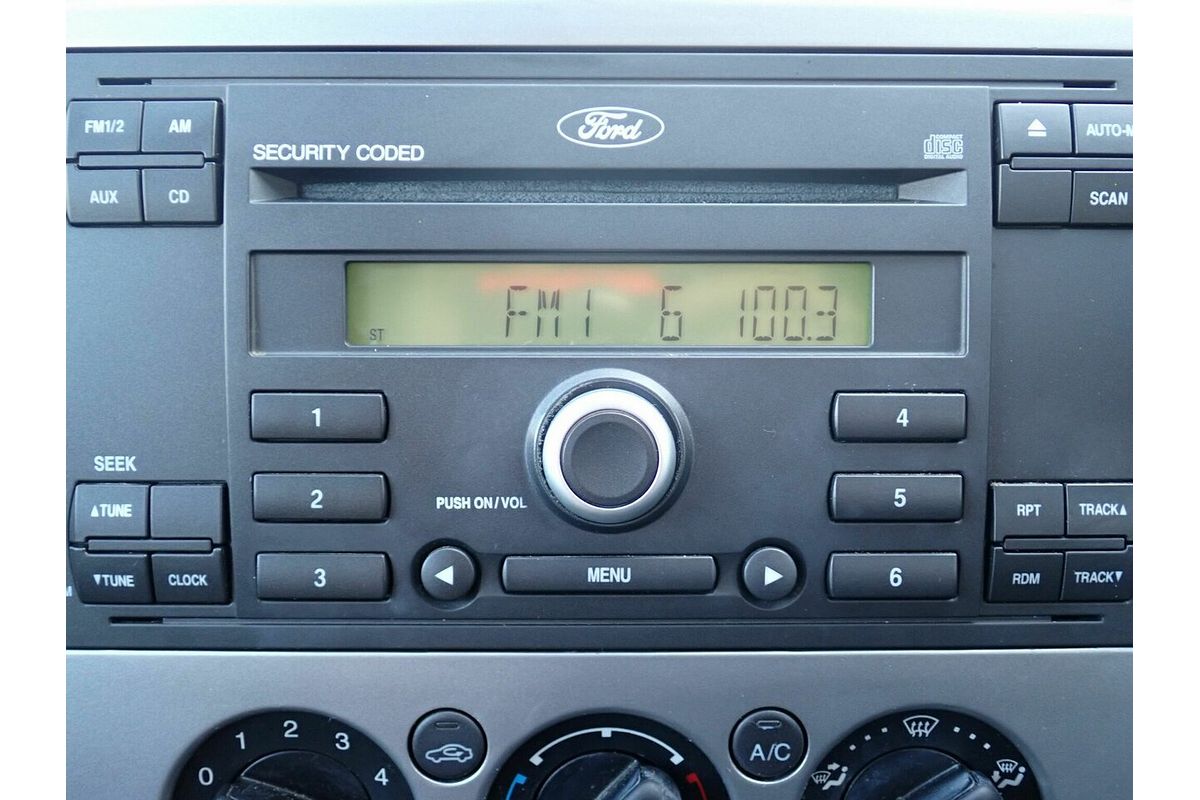 Ford
FM1/2 AM
AUTO-M
SECURITY CODED
COMPACT
disc
DIGITAL AUDIO
AUX CD
SCAN
ST FM1 6 100.3
1 4
SEEK
2 5
▲TUNE
PUSH ON/VOL
RPT TRACK▲
▼TUNE CLOCK
3 ◀ MENU ▶ 6
RDM TRACK▼
0 1 2 3 4
A/C